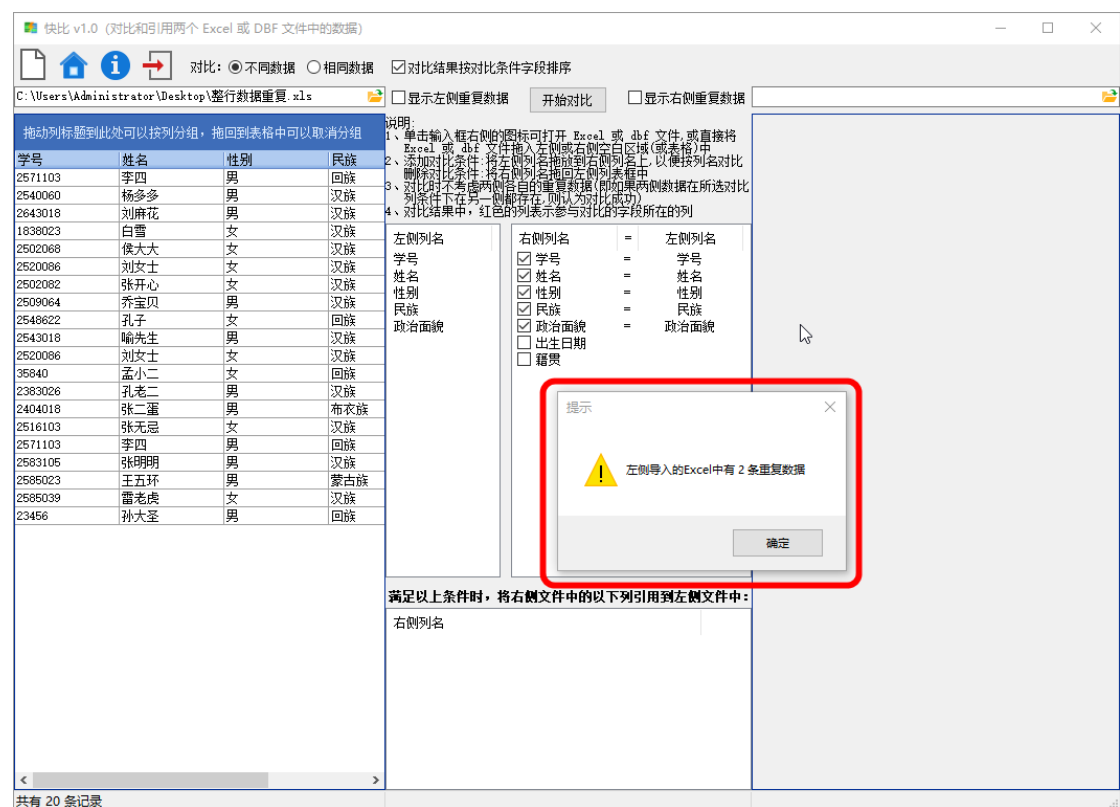 快比 v1.0（对比和引用两个 Excel 或 DBF 文件中的数据）
对比: 不同数据 相同数据 对比结果按对比条件字段排序
C:\Users\Administrator\Desktop\整行数据重复.xls 显示左侧重复数据 开始对比 显示右侧重复数据
拖动列标题到此处可以按列分组，拖回到表格中可以取消分组
学号 姓名 性别 民族
2571103 李四 男 回族
2540060 杨多多 男 汉族
2643018 刘麻花 男 汉族
1838023 白雪 女 汉族
2502068 侯大大 女 汉族
2520086 刘女士 女 汉族
2502082 张开心 女 汉族
2509064 乔宝贝 男 汉族
2548622 孔子 女 回族
2543018 喻先生 男 汉族
2520086 刘女士 女 汉族
35840 孟小二 女 回族
2383026 孔老二 男 汉族
2404018 张二蛋 男 布衣族
2516103 张无忌 女 汉族
2571103 李四 男 回族
2583105 张明明 男 汉族
2585023 王五环 男 蒙古族
2585039 雷老虎 女 汉族
23456 孙大圣 男 回族
共有 20 条记录
说明:
1、单击输入框右侧的图标可打开 Excel 或 dbf 文件,或直接将
Excel 或 dbf 文件拖入左侧或右侧空白区域(或表格)中
2、添加对比条件:将左侧列名拖放到右侧列名上,以便按列名对比
删除对比条件:将右侧列名拖回左侧列表框中
3、对比时不考虑两侧各自的重复数据(即如果两侧数据在所选对比
列条件下在另一侧都存在,则认为对比成功)
4、对比结果中，红色的列表示参与对比的字段所在的列
左侧列名
学号
姓名
性别
民族
政治面貌
右侧列名 = 左侧列名
学号 = 学号
姓名 = 姓名
性别 = 性别
民族 = 民族
政治面貌 = 政治面貌
出生日期
籍贯
提示
左侧导入的Excel中有 2 条重复数据
确定
满足以上条件时，将右侧文件中的以下列引用到左侧文件中:
右侧列名